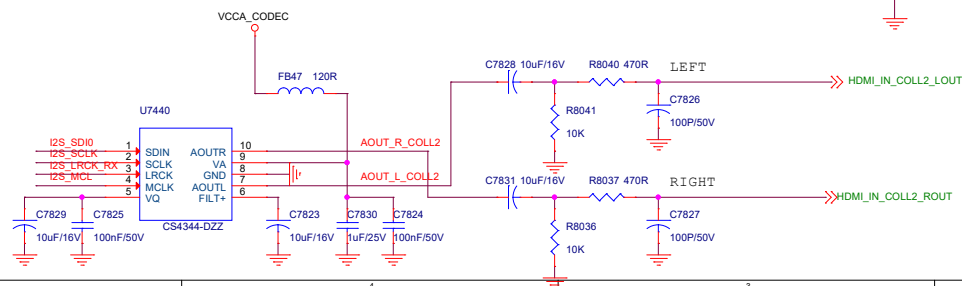 VCCA_CODEC
FB47 120R
C7828 10uF/16V
R8040 470R
LEFT
HDMI_IN_COLL2_LOUT
R8041
10K
C7826
100P/50V
U7440
I2S_SDI0
I2S_SCLK
I2S_LRCK_RX
I2S_MCL
1 SDIN AOUTR 10
2 SCLK VA 9
3 LRCK GND 8
4 MCLK AOUTL 7
5 VQ FILT+ 6
CS4344-DZZ
AOUT_R_COLL2
AOUT_L_COLL2
C7831 10uF/16V
R8037 470R
RIGHT
HDMI_IN_COLL2_ROUT
R8036
10K
C7827
100P/50V
C7829
10uF/16V
C7825
100nF/50V
C7823
10uF/16V
C7830
1uF/25V
C7824
100nF/50V